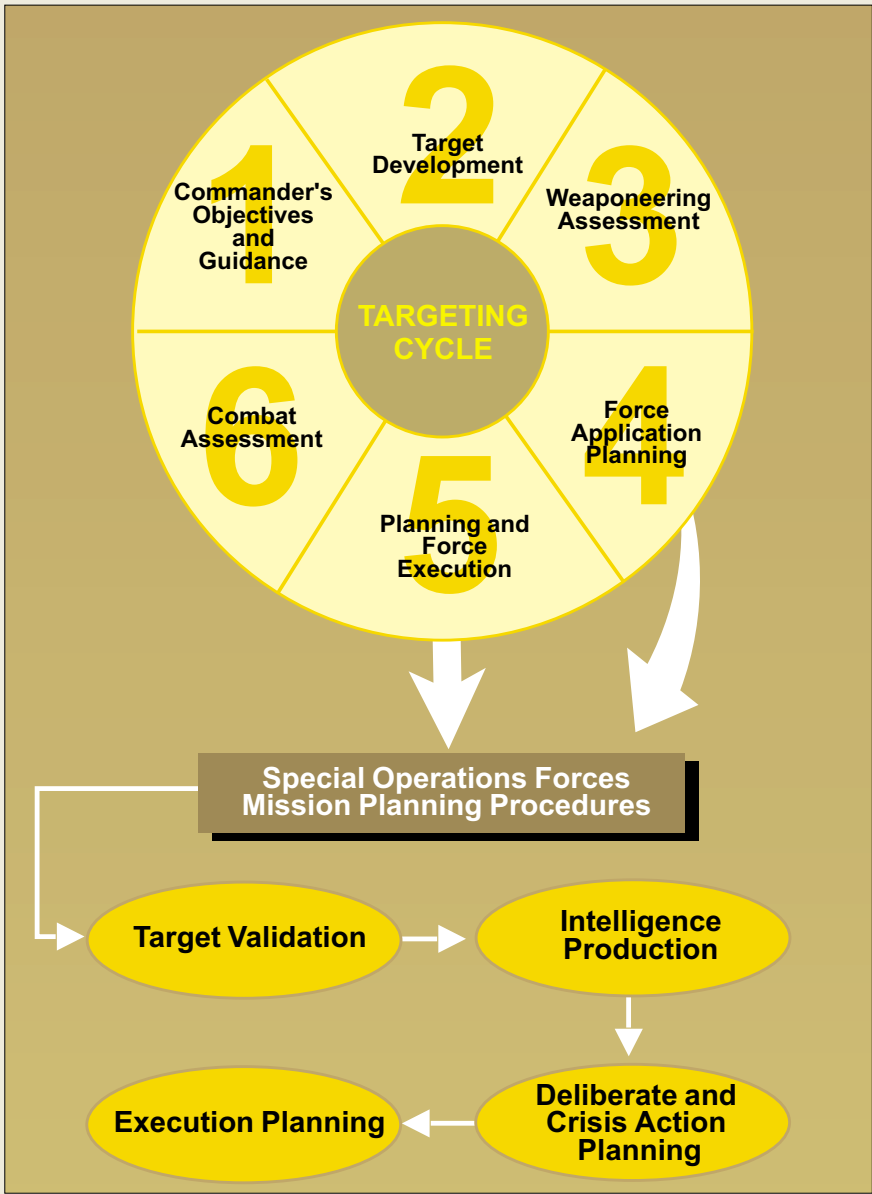 1
Commander's
Objectives
and
Guidance
2
Target
Development
3
Weaponeering
Assessment
4
Force
Application
Planning
5
Planning and
Force
Execution
6
Combat
Assessment
TARGETING
CYCLE
Special Operations Forces
Mission Planning Procedures
Target Validation
Intelligence
Production
Deliberate and
Crisis Action
Planning
Execution Planning